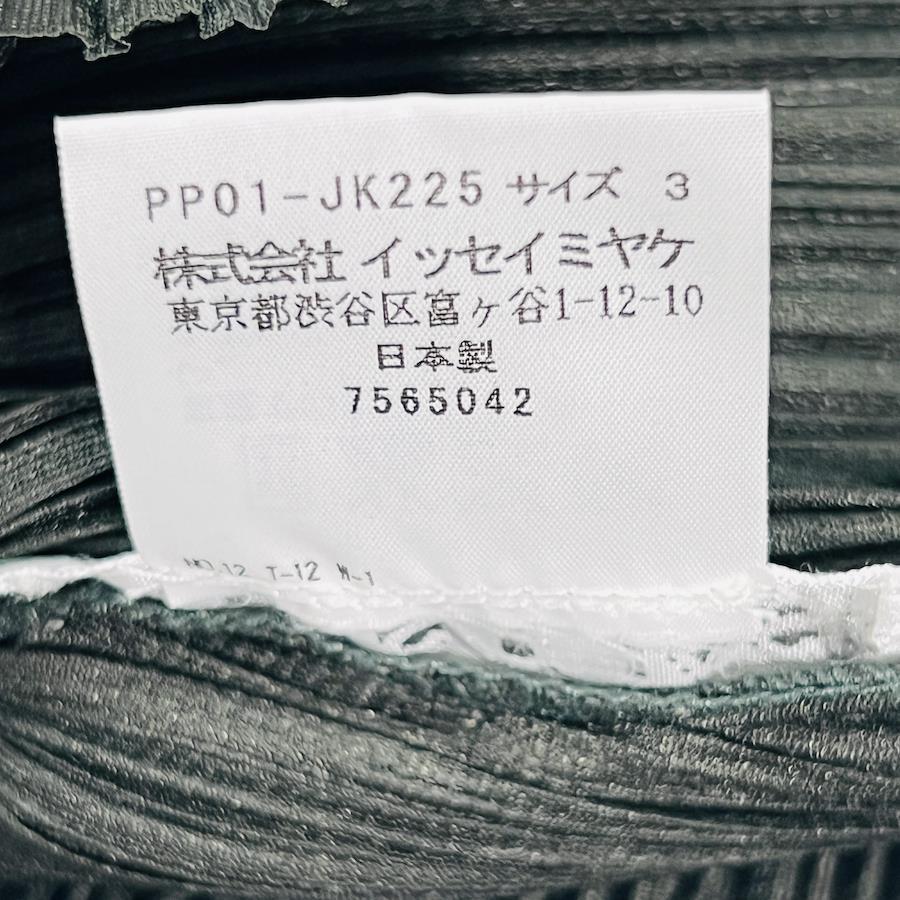 PP01-JK225 サイズ 3
株式会社 イッセイミヤケ
東京都渋谷区富ヶ谷1-12-10
日本製
7565042
T-12